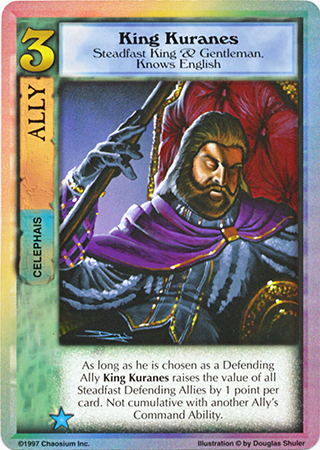 3
King Kuranes
Steadfast King & Gentleman,
Knows English
ALLY
CELEPHAIS
As long as he is chosen as a Defending
Ally King Kuranes raises the value of
all Steadfast Defending Allies by 1 point per
card. Not cumulative with another Ally's
Command Ability.
©1997 Chaosium Inc.
Illustration © by Douglas Shuler